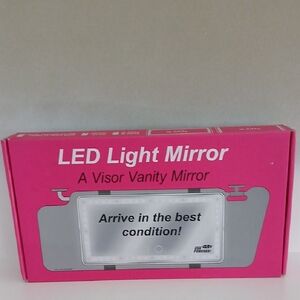 LED Light Mirror
A Visor Vanity Mirror
Arrive in the best
condition!